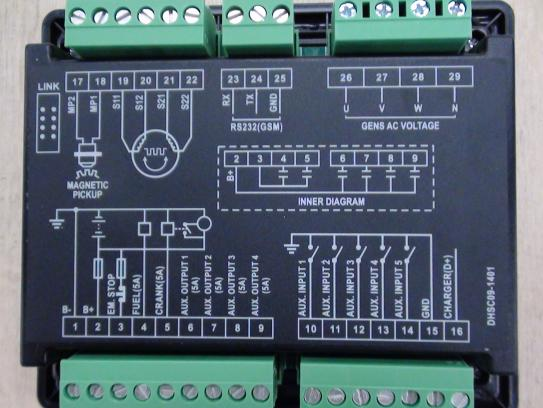 LINK
17 18 19 20 21 22
MP2 MP1 S11 S12 S21 S22
MAGNETIC
PICKUP
23 24 25
RX TX GND
RS232(GSM)
26 27 28 29
U V W N
GENS AC VOLTAGE
2 3 4 5 6 7 8 9
B+
INNER DIAGRAM
B-
B+
EM.STOP
FUEL(5A)
CRANK(5A)
AUX. OUTPUT 1
(5A)
AUX. OUTPUT 2
(5A)
AUX. OUTPUT 3
(5A)
AUX. OUTPUT 4
(5A)
1 2 3 4 5 6 7 8 9
AUX. INPUT 1
AUX. INPUT 2
AUX. INPUT 3
AUX. INPUT 4
AUX. INPUT 5
GND
CHARGER(D+)
10 11 12 13 14 15 16
DHSC09-1401